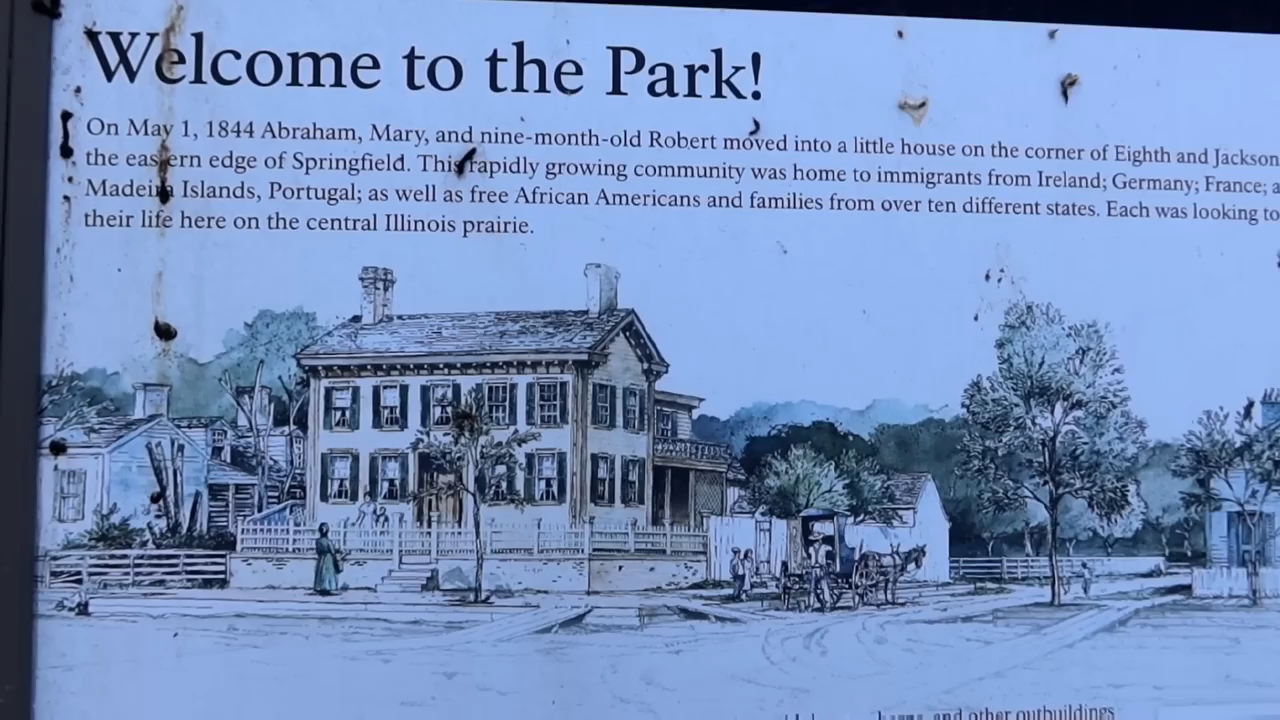 Welcome to the Park!
On May 1, 1844 Abraham, Mary, and nine-month-old Robert moved into a little house on the corner of Eighth and Jackson
the eastern edge of Springfield. This rapidly growing community was home to immigrants from Ireland; Germany; France;
Madeira Islands, Portugal; as well as free African Americans and families from over ten different states. Each was looking to
their life here on the central Illinois prairie.
and other outbuildings